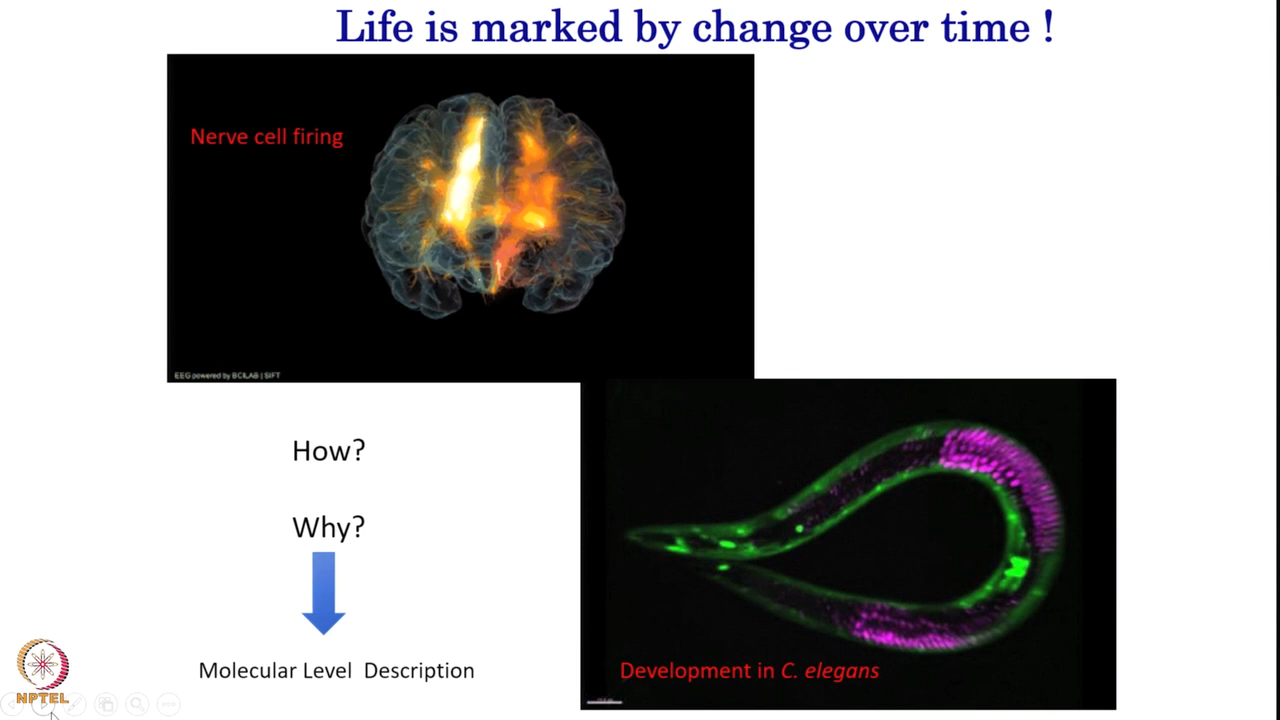 Life is marked by change over time !
Nerve cell firing
EEG powered by BCILAB | SIFT
How?
Why?
Molecular Level Description
Development in C. elegans
NPTEL